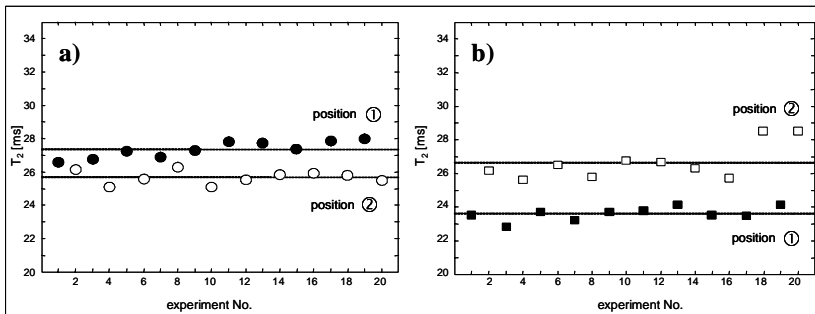 a)
34
32
30
28
26
24
22
20
T2 [ms]
position ①
position ②
2 4 6 8 10 12 14 16 18 20
experiment No.
b)
34
32
30
28
26
24
22
20
T2 [ms]
position ②
position ①
2 4 6 8 10 12 14 16 18 20
experiment No.